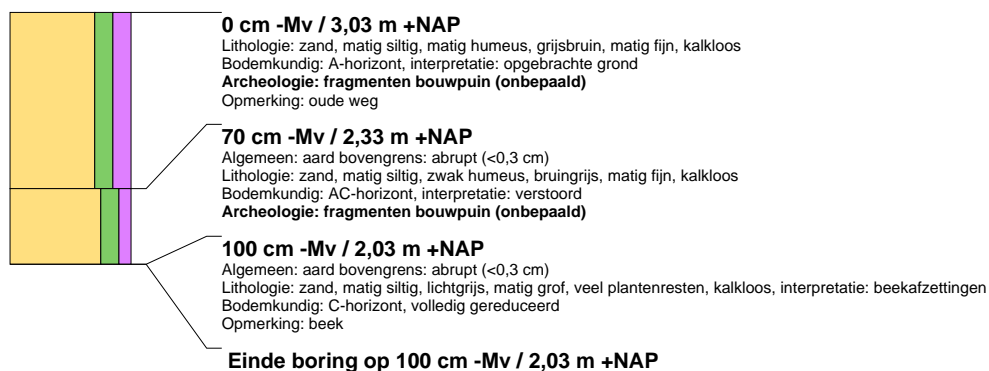 0 cm -Mv / 3,03 m +NAP
Lithologie: zand, matig siltig, matig humeus, grijsbruin, matig fijn, kalkloos
Bodemkundig: A-horizont, interpretatie: opgebrachte grond
Archeologie: fragmenten bouwpuin (onbepaald)
Opmerking: oude weg
70 cm -Mv / 2,33 m +NAP
Algemeen: aard bovengrens: abrupt (<0,3 cm)
Lithologie: zand, matig siltig, zwak humeus, bruingrijs, matig fijn, kalkloos
Bodemkundig: AC-horizont, interpretatie: verstoord
Archeologie: fragmenten bouwpuin (onbepaald)
100 cm -Mv / 2,03 m +NAP
Algemeen: aard bovengrens: abrupt (<0,3 cm)
Lithologie: zand, matig siltig, lichtgrijs, matig grof, veel plantenresten, kalkloos, interpretatie: beekafzettingen
Bodemkundig: C-horizont, volledig gereduceerd
Opmerking: beek
Einde boring op 100 cm -Mv / 2,03 m +NAP